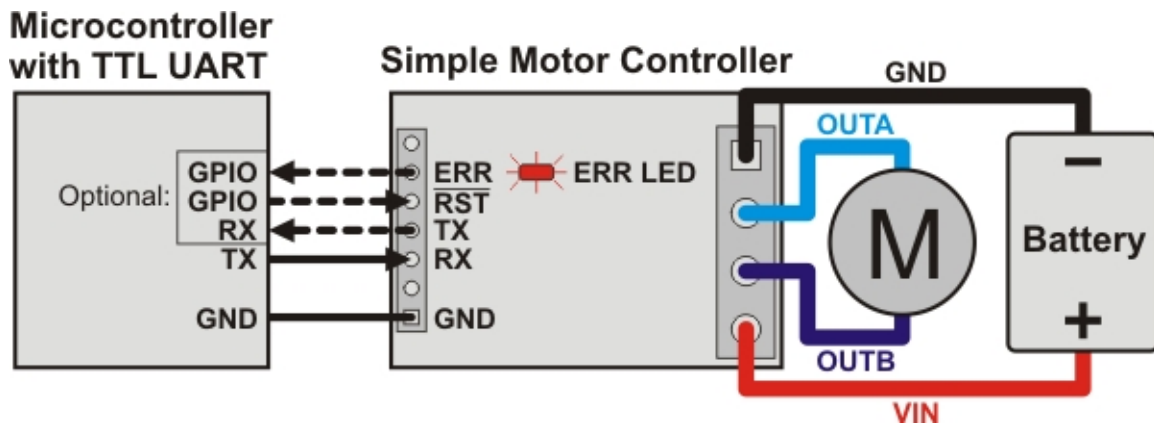 Microcontroller
with TTL UART
Simple Motor Controller
GND
OUTA
GPIO
ERR
ERR LED
Optional:
GPIO
RST
RX
TX
TX
RX
GND
GND
M
−
Battery
+
OUTB
VIN